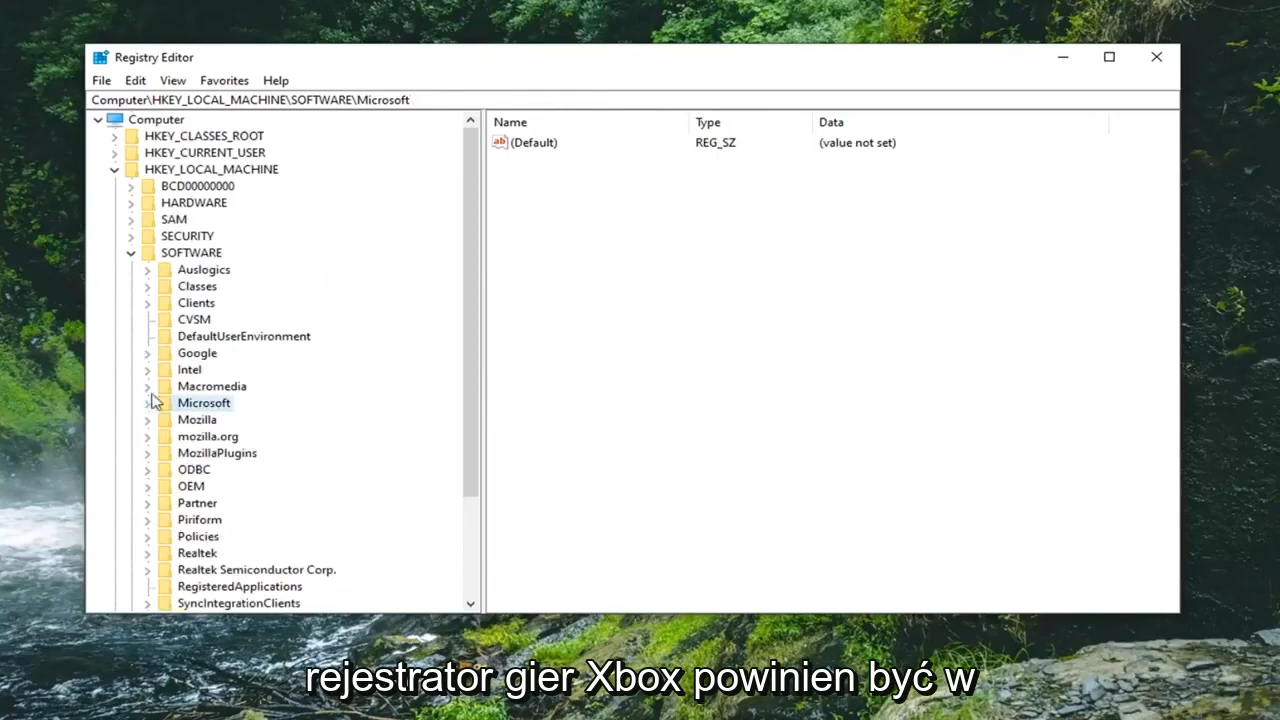 Registry Editor
File Edit View Favorites Help
Computer\HKEY_LOCAL_MACHINE\SOFTWARE\Microsoft
Computer
HKEY_CLASSES_ROOT
HKEY_CURRENT_USER
HKEY_LOCAL_MACHINE
BCD00000000
HARDWARE
SAM
SECURITY
SOFTWARE
Auslogics
Classes
Clients
CVSM
DefaultUserEnvironment
Google
Intel
Macromedia
Microsoft
Mozilla
mozilla.org
MozillaPlugins
ODBC
OEM
Partner
Piriform
Policies
Realtek
Realtek Semiconductor Corp.
RegisteredApplications
SyncIntegrationClients
Name Type Data
ab (Default) REG_SZ (value not set)
rejestrator gier Xbox powinien być w